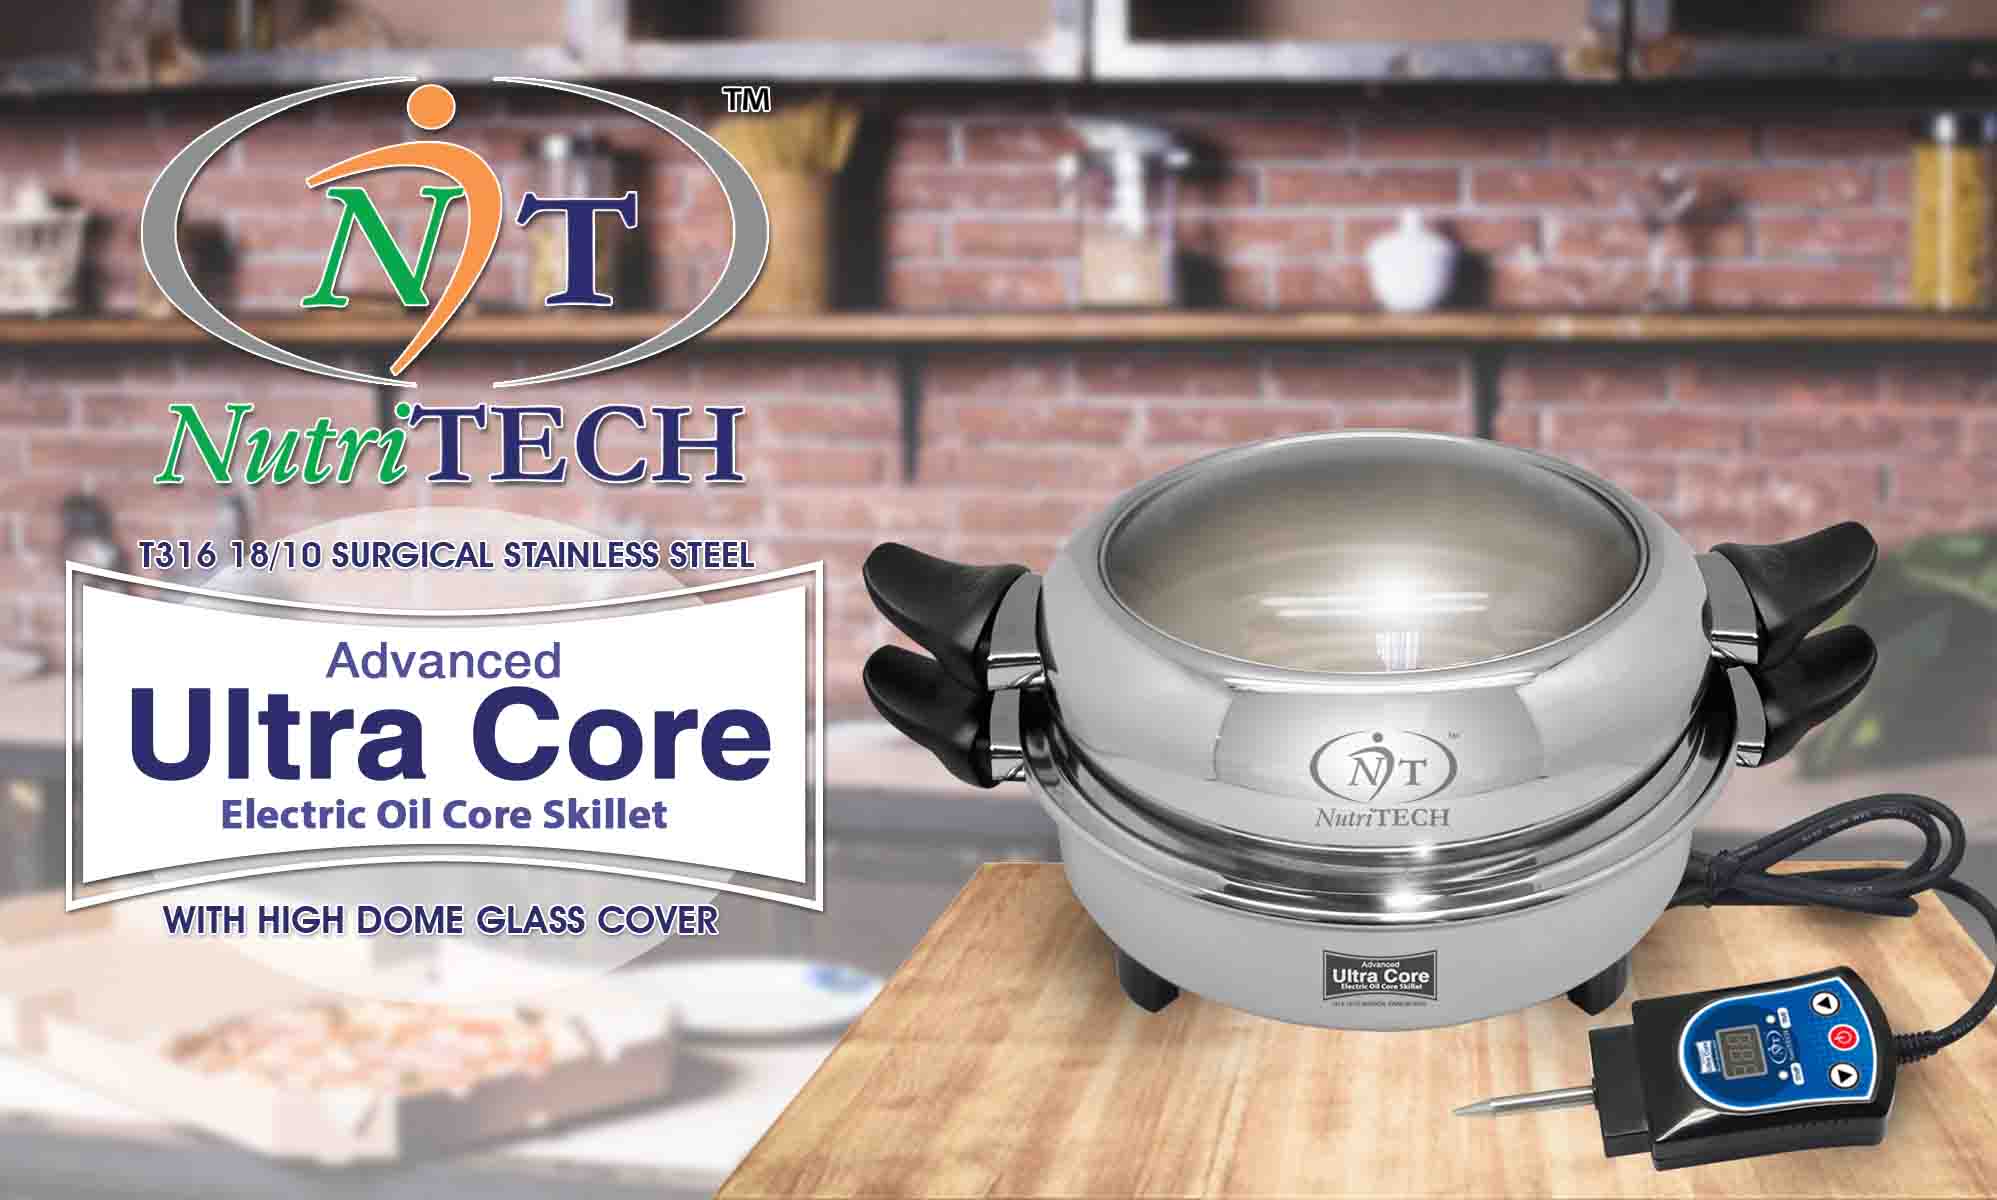 NT
TM
NutriTECH
T316 18/10 SURGICAL STAINLESS STEEL
Advanced
Ultra Core
Electric Oil Core Skillet
WITH HIGH DOME GLASS COVER
NT
TM
NutriTECH
Advanced
Ultra Core
Electric Oil Core Skillet